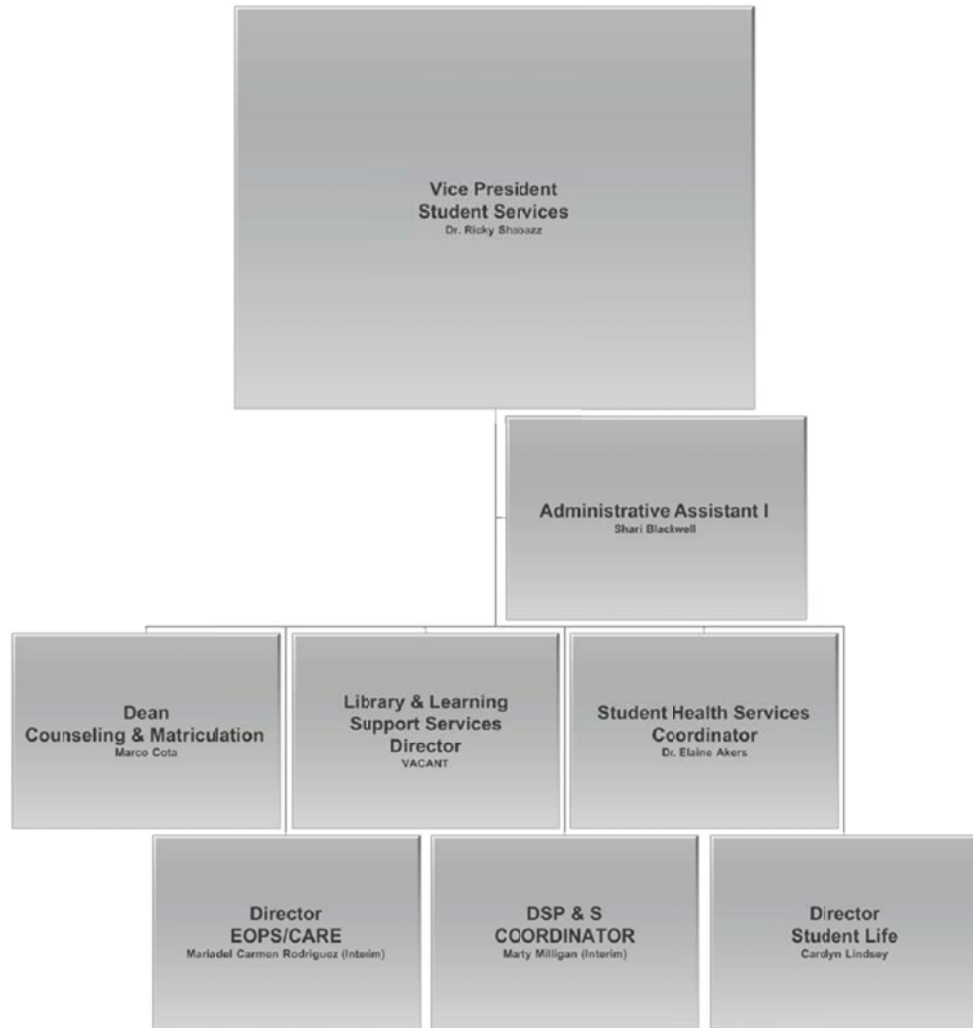 Vice President
Student Services
Dr. Ricky Shabazz
Administrative Assistant I
Shari Blackwell
Dean
Counseling & Matriculation
Marco Cota
Library & Learning
Support Services
Director
VACANT
Student Health Services
Coordinator
Dr. Elaine Akers
Director
EOPS/CARE
Mariadel Carmen Rodriguez (Interim)
DSP & S
COORDINATOR
Marty Milligan (Interim)
Director
Student Life
Carolyn Lindsey